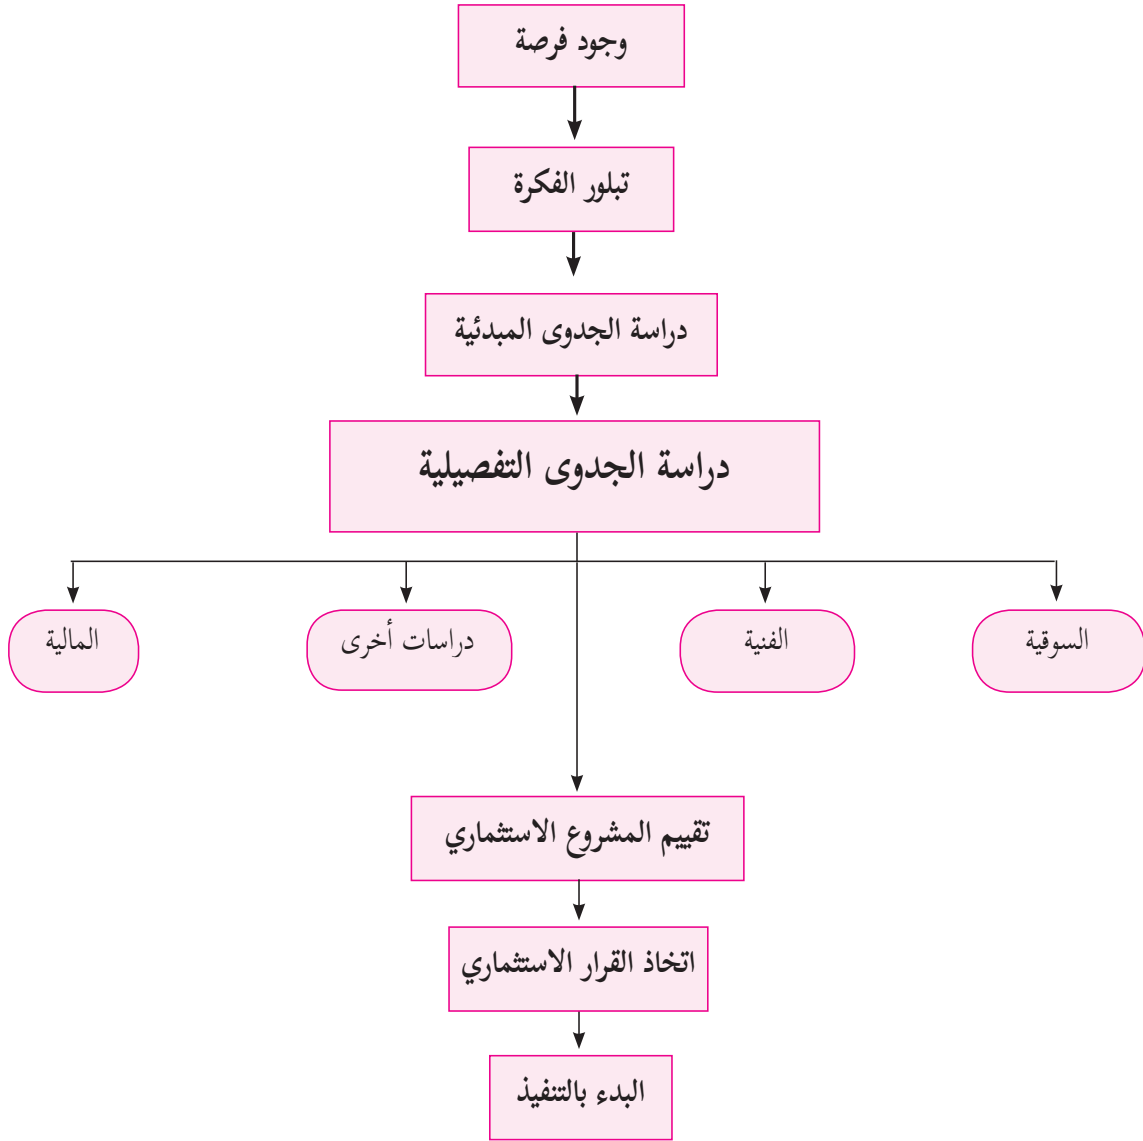 وجود فرصة
تبلور الفكرة
دراسة الجدوى المبدئية
دراسة الجدوى التفصيلية
السوقية
الفنية
دراسات أخرى
المالية
تقييم المشروع الاستثماري
اتخاذ القرار الاستثماري
البدء بالتنفيذ